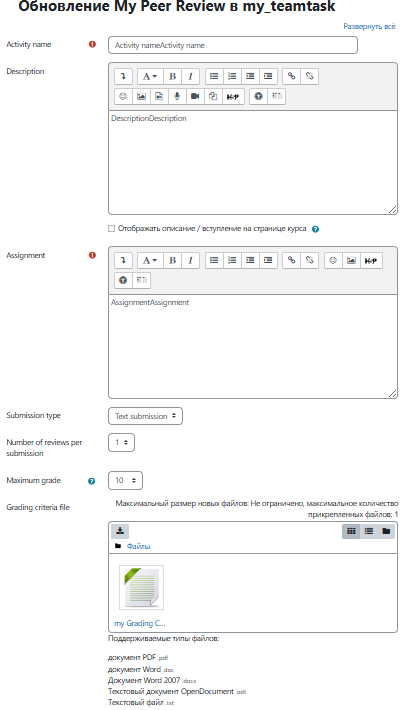 Обновление My Peer Review в my_teamtask
Развернуть всё
Activity name
Activity nameActivity name
Description
A B I
H-P
DescriptionDescription
Отображать описание / вступление на странице курса
Assignment
A B I
H-P
AssignmentAssignment
Submission type
Text submission
Number of reviews per
submission
1
Maximum grade
10
Grading criteria file
Максимальный размер новых файлов: Не ограничено, максимальное количество
прикрепленных файлов: 1
Файлы
my Grading C...
Поддерживаемые типы файлов:
документ PDF .pdf
документ Word .doc
Документ Word 2007 .docx
Текстовый документ OpenDocument .odt
Текстовый файл .txt